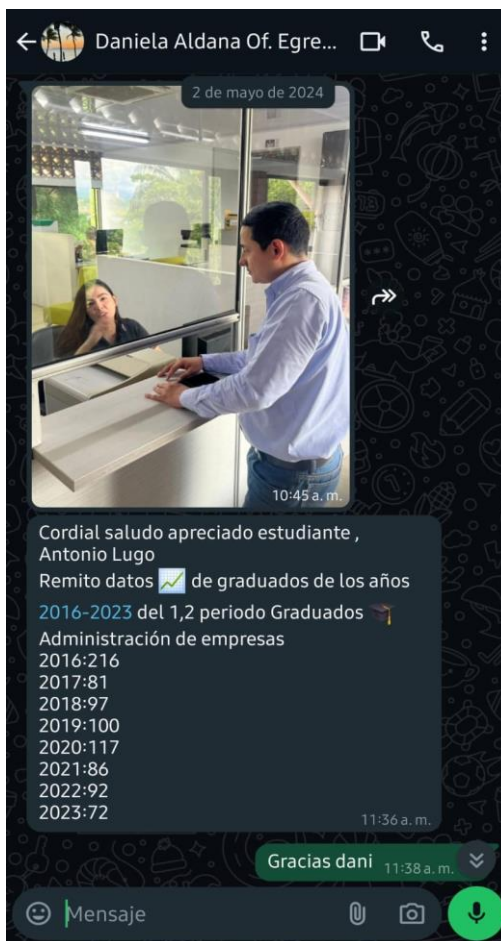 Daniela Aldana Of. Egre...
2 de mayo de 2024
10:45 a. m.
Cordial saludo apreciado estudiante ,
Antonio Lugo
Remito datos 📈 de graduados de los años
2016-2023 del 1,2 periodo Graduados 🎓
Administración de empresas
2016:216
2017:81
2018:97
2019:100
2020:117
2021:86
2022:92
2023:72
11:36 a. m.
Gracias dani 11:38 a. m.
Mensaje